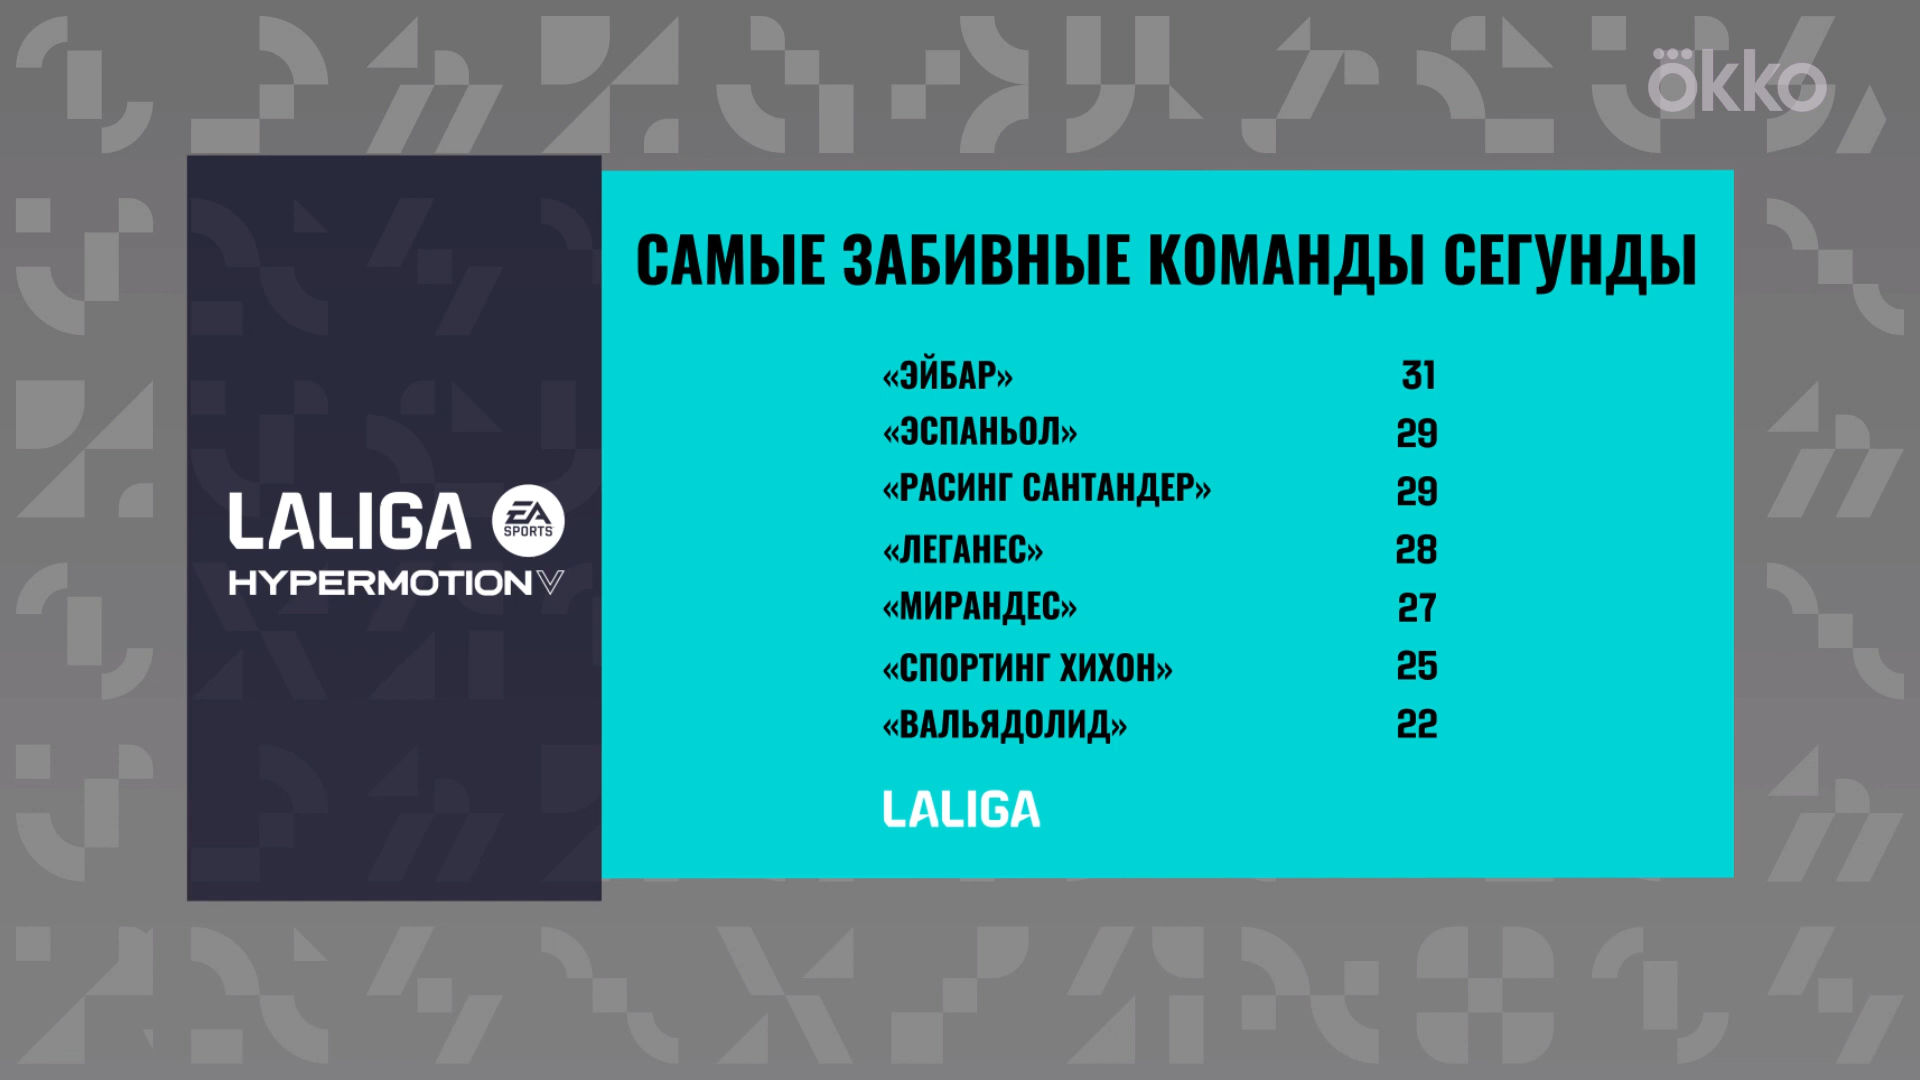 ökko
САМЫЕ ЗАБИВНЫЕ КОМАНДЫ СЕГУНДЫ
«ЭЙБАР» 31
«ЭСПАНЬОЛ» 29
«РАСИНГ САНТАНДЕР» 29
«ЛЕГАНЕС» 28
«МИРАНДЕС» 27
«СПОРТИНГ ХИХОН» 25
«ВАЛЬЯДОЛИД» 22
LALIGA
LALIGA EA SPORTS
HYPERMOTION V